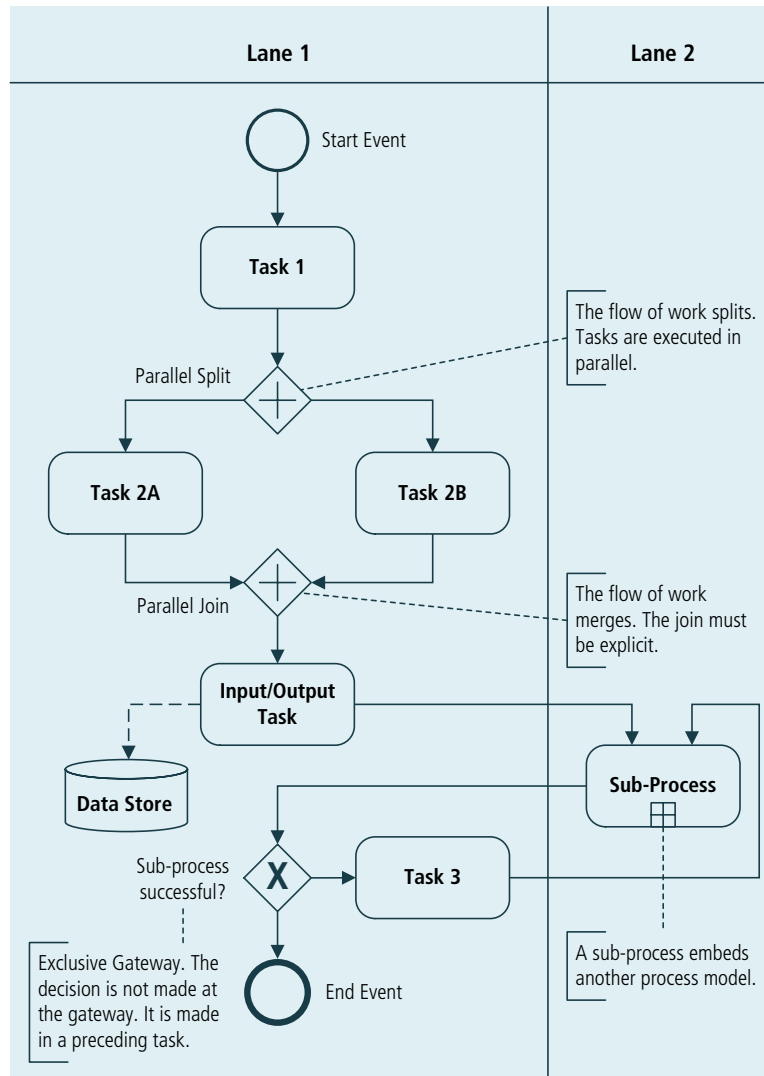 Lane 1
Lane 2
Start Event
Task 1
The flow of work splits.
Tasks are executed in
parallel.
Parallel Split
Task 2A
Task 2B
Parallel Join
The flow of work
merges. The join must
be explicit.
Input/Output
Task
Data Store
Sub-Process
Sub-process
successful?
X
Task 3
Exclusive Gateway. The
decision is not made at
the gateway. It is made
in a preceding task.
End Event
A sub-process embeds
another process model.